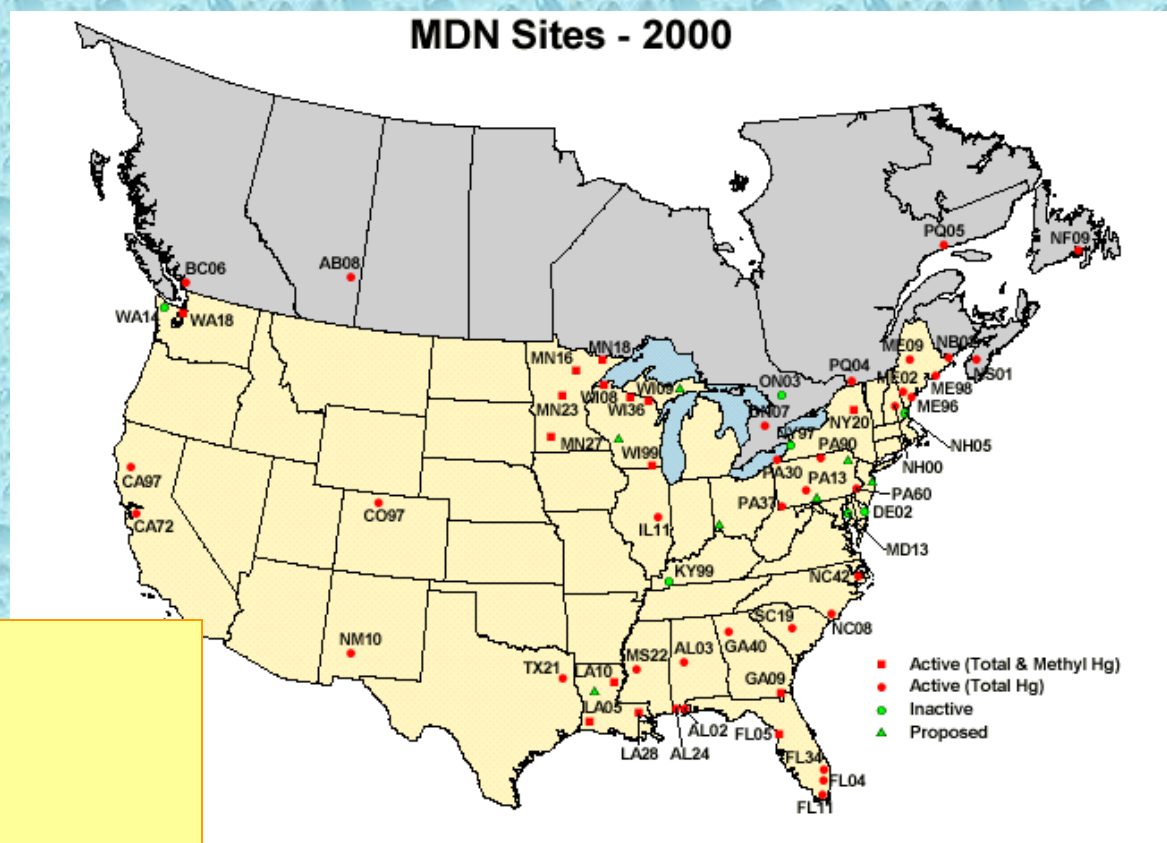 MDN Sites - 2000
PQ05
NF09
AB08
BC06
WA14
WA18
MN16
MN18
ME09
NB02
PQ04
NS01
ON03
ME02
ME98
WI08
WI09
WI36
ME96
MN23
ON07
NY20
NY97
NH05
MN27
WI99
PA90
NH00
PA30
PA13
CA97
PA60
CO97
PA37
DE02
CA72
IL11
MD13
KY99
NC42
SC19
NC08
NM10
GA40
MS22
AL03
TX21
LA10
GA09
LA05
AL02
FL05
LA28
AL24
FL34
FL04
FL11
Active (Total & Methyl Hg)
Active (Total Hg)
Inactive
Proposed